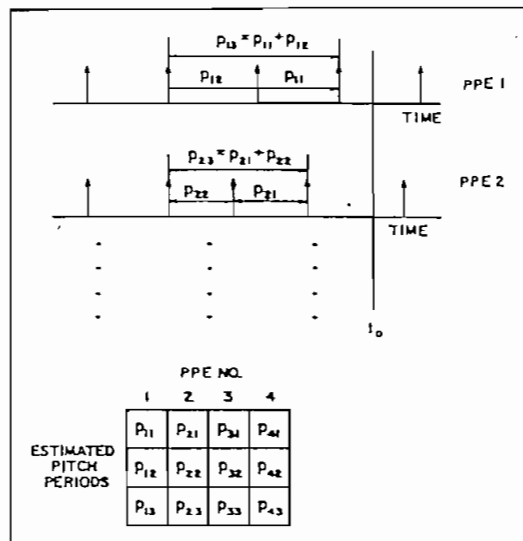 p13 = p11 + p12
p12 p11
PPE 1
TIME
p23 = p21 + p22
p22 p21
PPE 2
TIME
t0
PPE NO.
1 2 3 4
ESTIMATED
PITCH
PERIODS
p11 p21 p31 p41
p12 p22 p32 p42
p13 p23 p33 p43